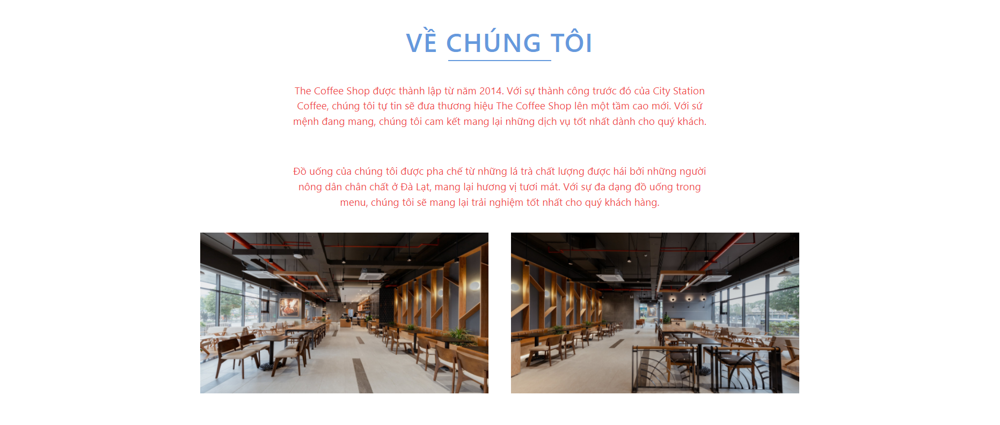 VỀ CHÚNG TÔI
The Coffee Shop được thành lập từ năm 2014. Với sự thành công trước đó của City Station
Coffee, chúng tôi tự tin sẽ đưa thương hiệu The Coffee Shop lên một tầm cao mới. Với sứ
mệnh đang mang, chúng tôi cam kết mang lại những dịch vụ tốt nhất dành cho quý khách.
Đồ uống của chúng tôi được pha chế từ những lá trà chất lượng được hái bởi những người
nông dân chân chất ở Đà Lạt, mang lại hương vị tươi mát. Với sự đa dạng đồ uống trong
menu, chúng tôi sẽ mang lại trải nghiệm tốt nhất cho quý khách hàng.